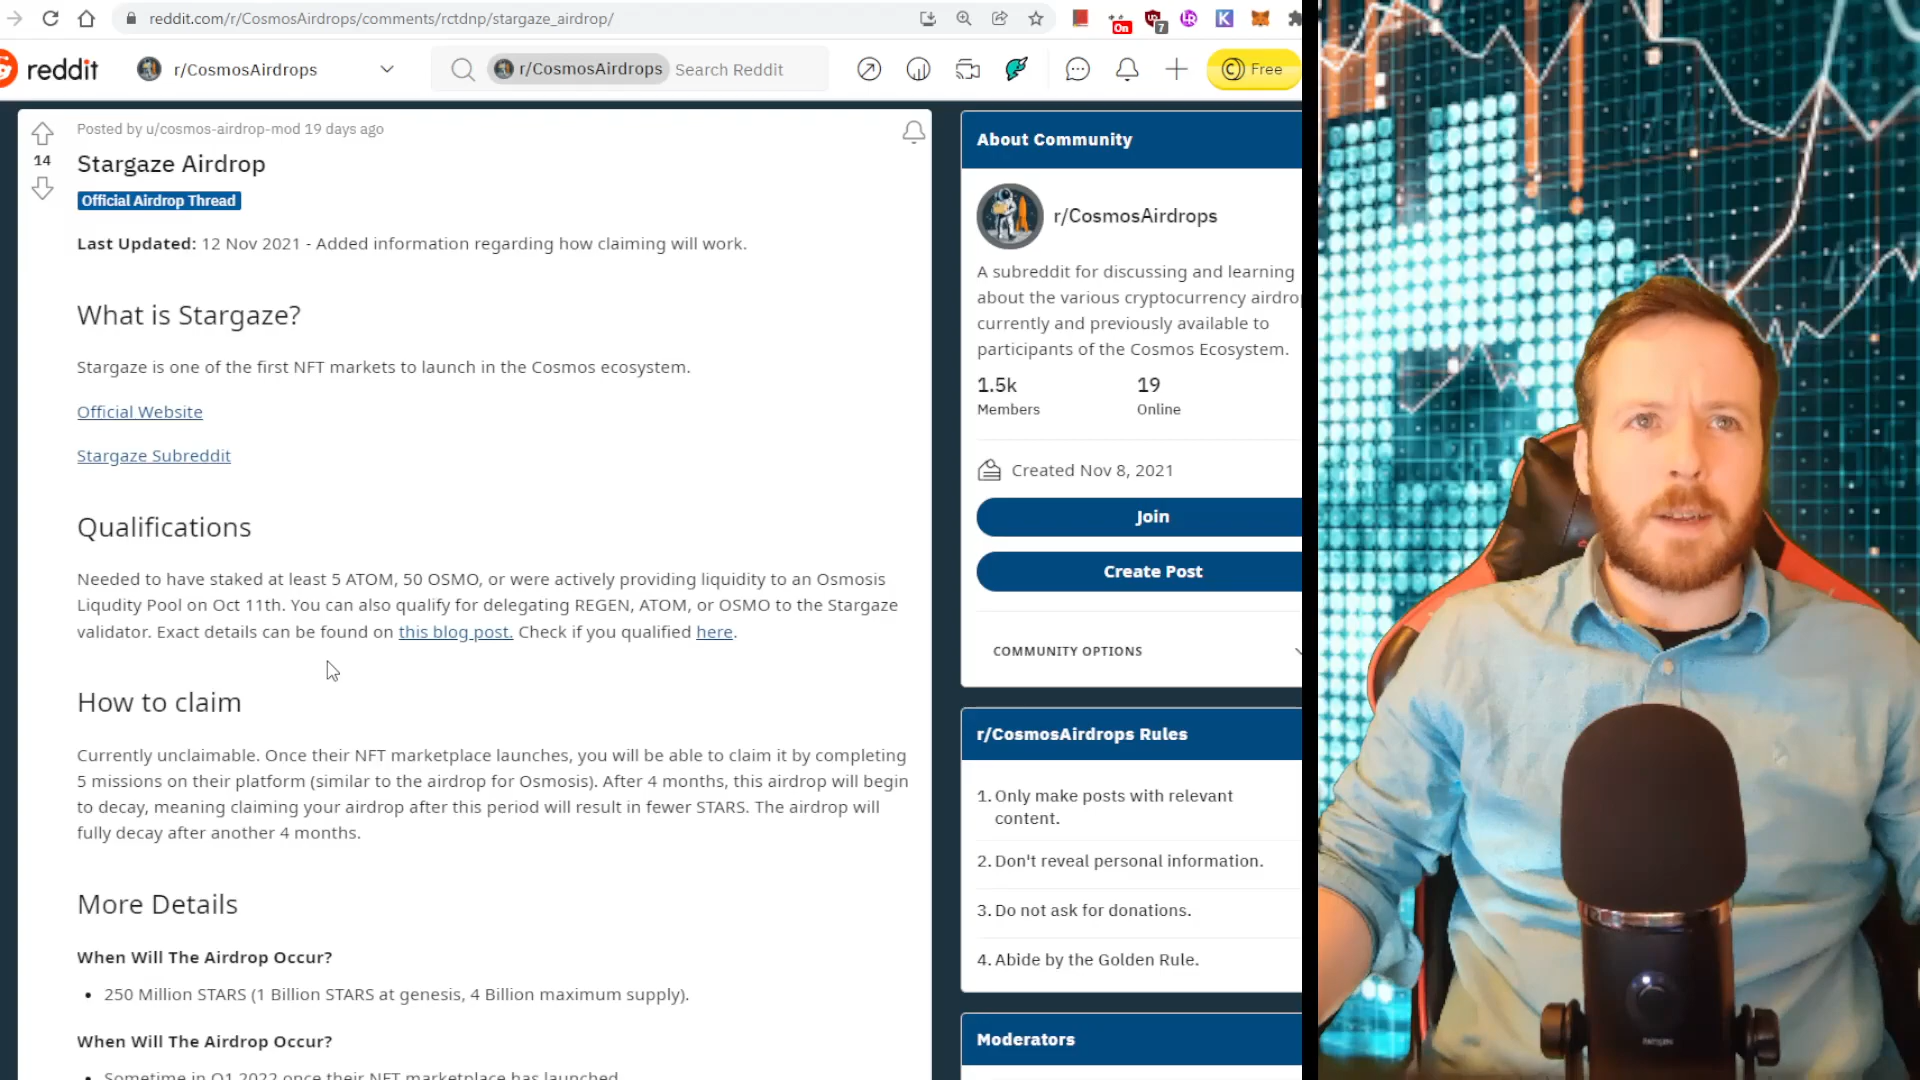 reddit.com/r/CosmosAirdrops/comments/rctdnp/stargaze_airdrop/
On
7
K
reddit
r/CosmosAirdrops
r/CosmosAirdrops
Search Reddit
Free
Posted by u/cosmos-airdrop-mod 19 days ago
14
Stargaze Airdrop
Official Airdrop Thread
Last Updated: 12 Nov 2021 - Added information regarding how claiming will work.
What is Stargaze?
Stargaze is one of the first NFT markets to launch in the Cosmos ecosystem.
Official Website
Stargaze Subreddit
Qualifications
Needed to have staked at least 5 ATOM, 50 OSMO, or were actively providing liquidity to an Osmosis
Liqudity Pool on Oct 11th. You can also qualify for delegating REGEN, ATOM, or OSMO to the Stargaze
validator. Exact details can be found on this blog post. Check if you qualified here.
How to claim
Currently unclaimable. Once their NFT marketplace launches, you will be able to claim it by completing
5 missions on their platform (similar to the airdrop for Osmosis). After 4 months, this airdrop will begin
to decay, meaning claiming your airdrop after this period will result in fewer STARS. The airdrop will
fully decay after another 4 months.
More Details
When Will The Airdrop Occur?
• 250 Million STARS (1 Billion STARS at genesis, 4 Billion maximum supply).
When Will The Airdrop Occur?
• Sometime in Q1 2022 once their NFT marketplace has launched
About Community
r/CosmosAirdrops
A subreddit for discussing and learning
about the various cryptocurrency airdro
currently and previously available to
participants of the Cosmos Ecosystem.
1.5k
19
Members
Online
Created Nov 8, 2021
Join
Create Post
COMMUNITY OPTIONS
r/CosmosAirdrops Rules
1. Only make posts with relevant
content.
2. Don't reveal personal information.
3. Do not ask for donations.
4. Abide by the Golden Rule.
Moderators